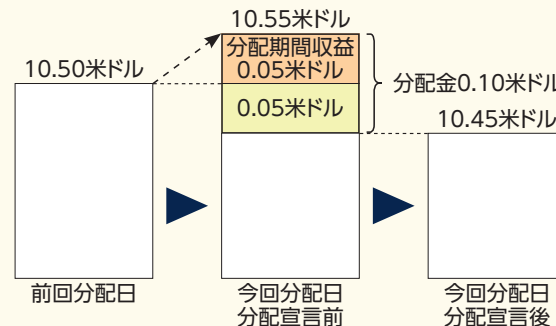 10.55米ドル
分配期間収益
0.05米ドル
10.50米ドル
分配金0.10米ドル
0.05米ドル
10.45米ドル
前回分配日
今回分配日
分配宣言前
今回分配日
分配宣言後